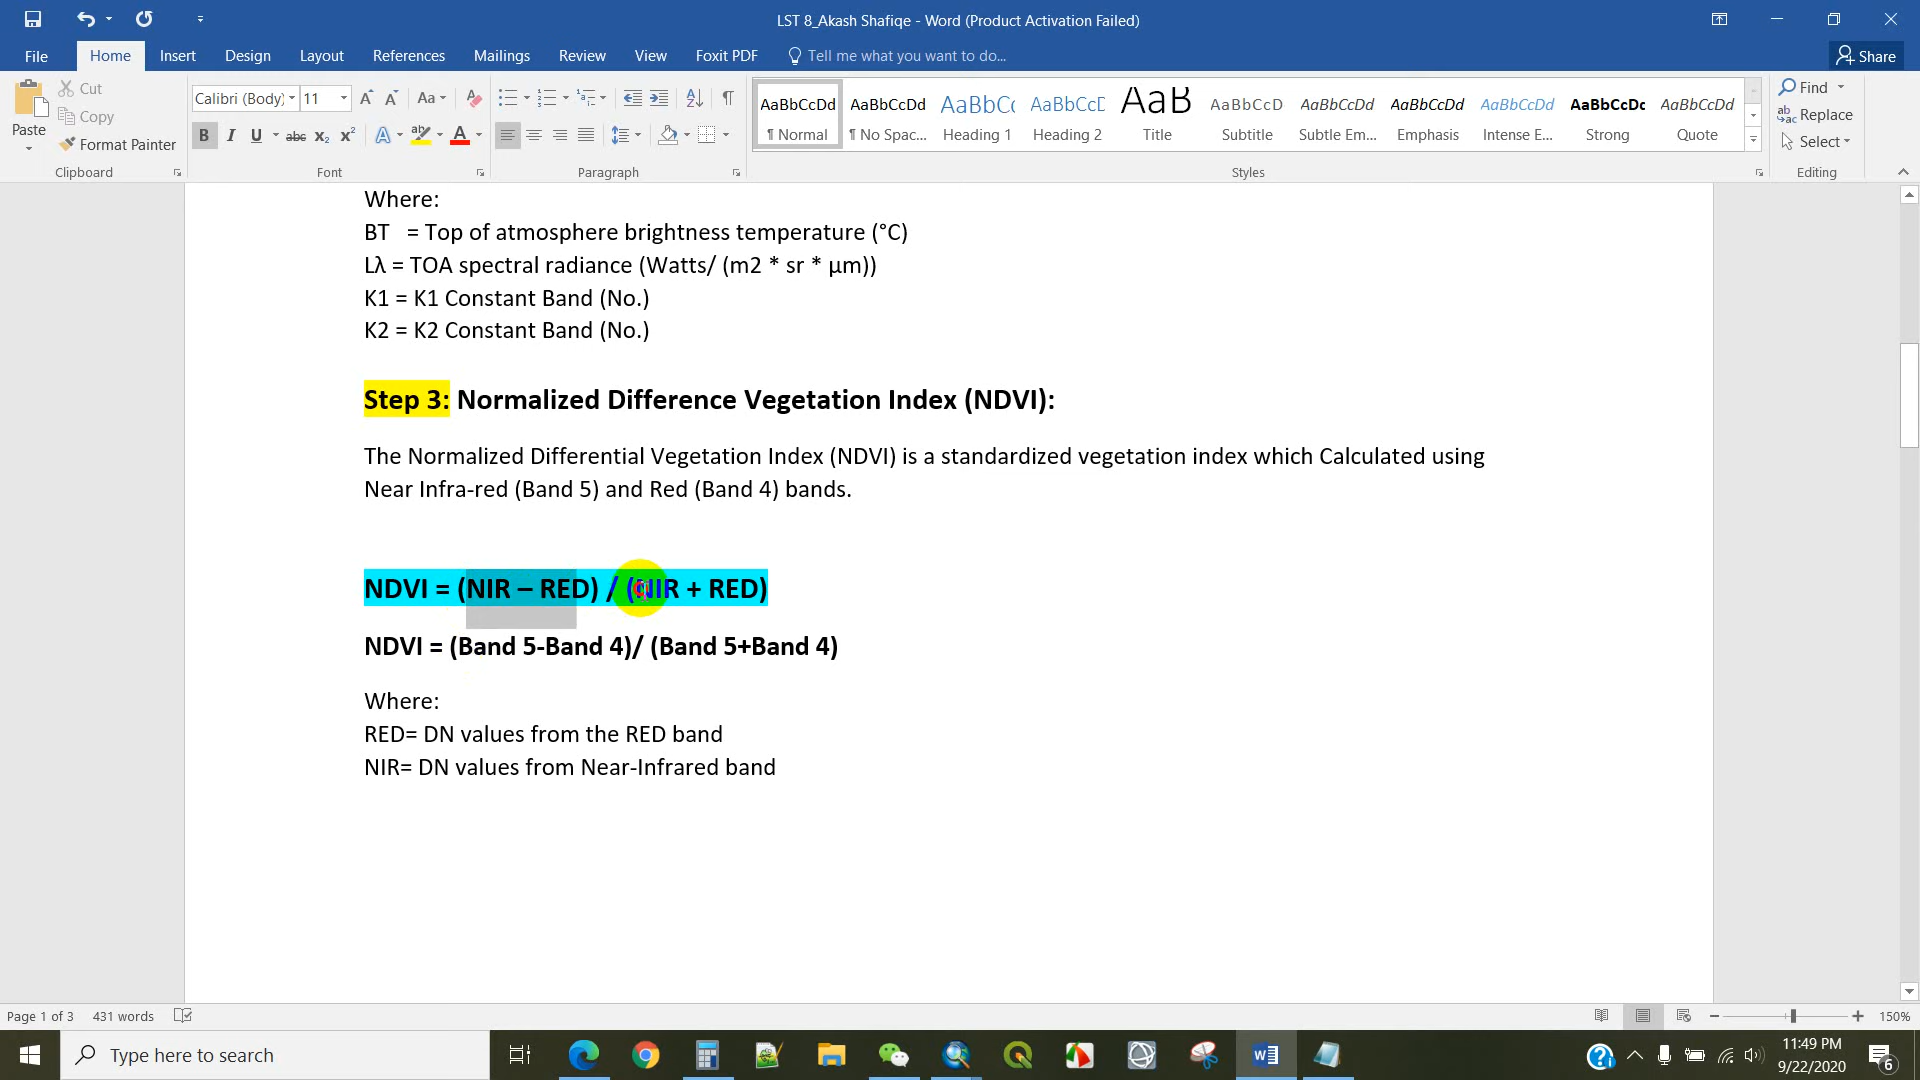 LST 8_Akash Shafiqe - Word (Product Activation Failed)
File Home Insert Design Layout References Mailings Review View Foxit PDF Tell me what you want to do... Share
Paste
Cut
Copy
Format Painter
Clipboard
Calibri (Body) 11
Font
Paragraph
AaBbCcDd AaBbCcDd AaBbCc AaBbCcC AaB AaBbCcD AaBbCcDd AaBbCcDd AaBbCcDd AaBbCcDc AaBbCcDd
¶ Normal ¶ No Spac... Heading 1 Heading 2 Title Subtitle Subtle Em... Emphasis Intense E... Strong Quote
Styles
Find
Replace
Select
Editing
Where:
BT = Top of atmosphere brightness temperature (°C)
Lλ = TOA spectral radiance (Watts/ (m2 * sr * µm))
K1 = K1 Constant Band (No.)
K2 = K2 Constant Band (No.)
Step 3: Normalized Difference Vegetation Index (NDVI):
The Normalized Differential Vegetation Index (NDVI) is a standardized vegetation index which Calculated using
Near Infra-red (Band 5) and Red (Band 4) bands.
NDVI = (NIR – RED) / (NIR + RED)
NDVI = (Band 5-Band 4)/ (Band 5+Band 4)
Where:
RED= DN values from the RED band
NIR= DN values from Near-Infrared band
Page 1 of 3 431 words 150%
Type here to search
11:49 PM
9/22/2020
6